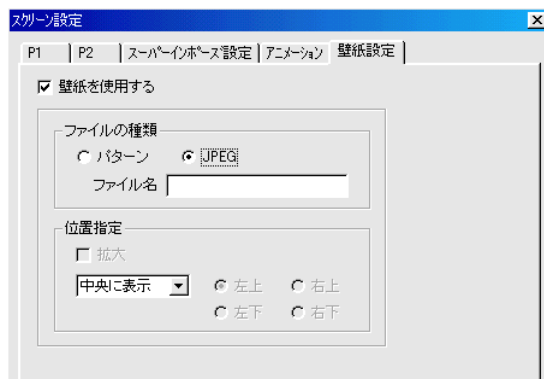 スクリーン設定
P1 P2 スーパーインポーズ設定 アニメーション 壁紙設定
壁紙を使用する
ファイルの種類
パターン JPEG
ファイル名
位置指定
拡大
中央に表示 左上 右上
左下 右下